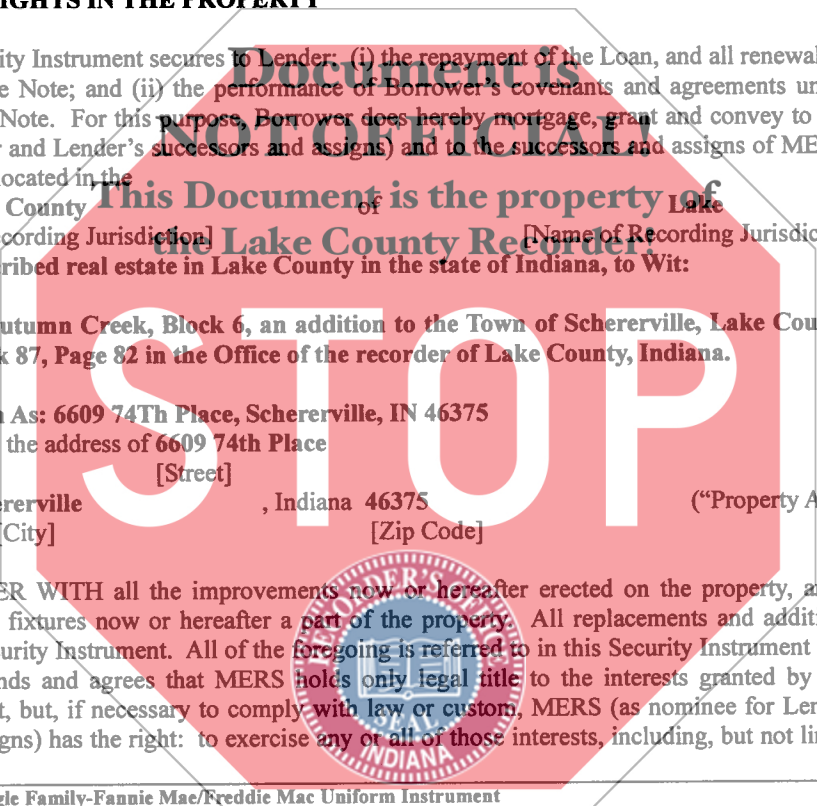 IGHTS IN THE PROPERTY
ity Instrument secures to Lender: (i) the repayment of the Loan, and all renewal
e Note; and (ii) the performance of Borrower's covenants and agreements un
Note. For this purpose, Borrower does hereby mortgage, grant and convey to
r and Lender's successors and assigns) and to the successors and assigns of ME
ocated in the
County of Lake
cording Jurisdiction] [Name of Recording Jurisdic
ribed real estate in Lake County in the state of Indiana, to Wit:
utumn Creek, Block 6, an addition to the Town of Schererville, Lake Cou
k 87, Page 82 in the Office of the recorder of Lake County, Indiana.
n As: 6609 74Th Place, Schererville, IN 46375
the address of 6609 74th Place
[Street]
ererville , Indiana 46375 ("Property A
[City] [Zip Code]
ER WITH all the improvements now or hereafter erected on the property, a
fixtures now or hereafter a part of the property. All replacements and additi
urity Instrument. All of the foregoing is referred to in this Security Instrument
nds and agrees that MERS holds only legal title to the interests granted by
t, but, if necessary to comply with law or custom, MERS (as nominee for Len
igns) has the right: to exercise any or all of those interests, including, but not lin
gle Family-Fannie Mae/Freddie Mac Uniform Instrument
Document is
NOT OFFICIAL!
This Document is the property of
the Lake County Recorder!
STOP
RECORDER'S OFFICE
SEAL
INDIANA